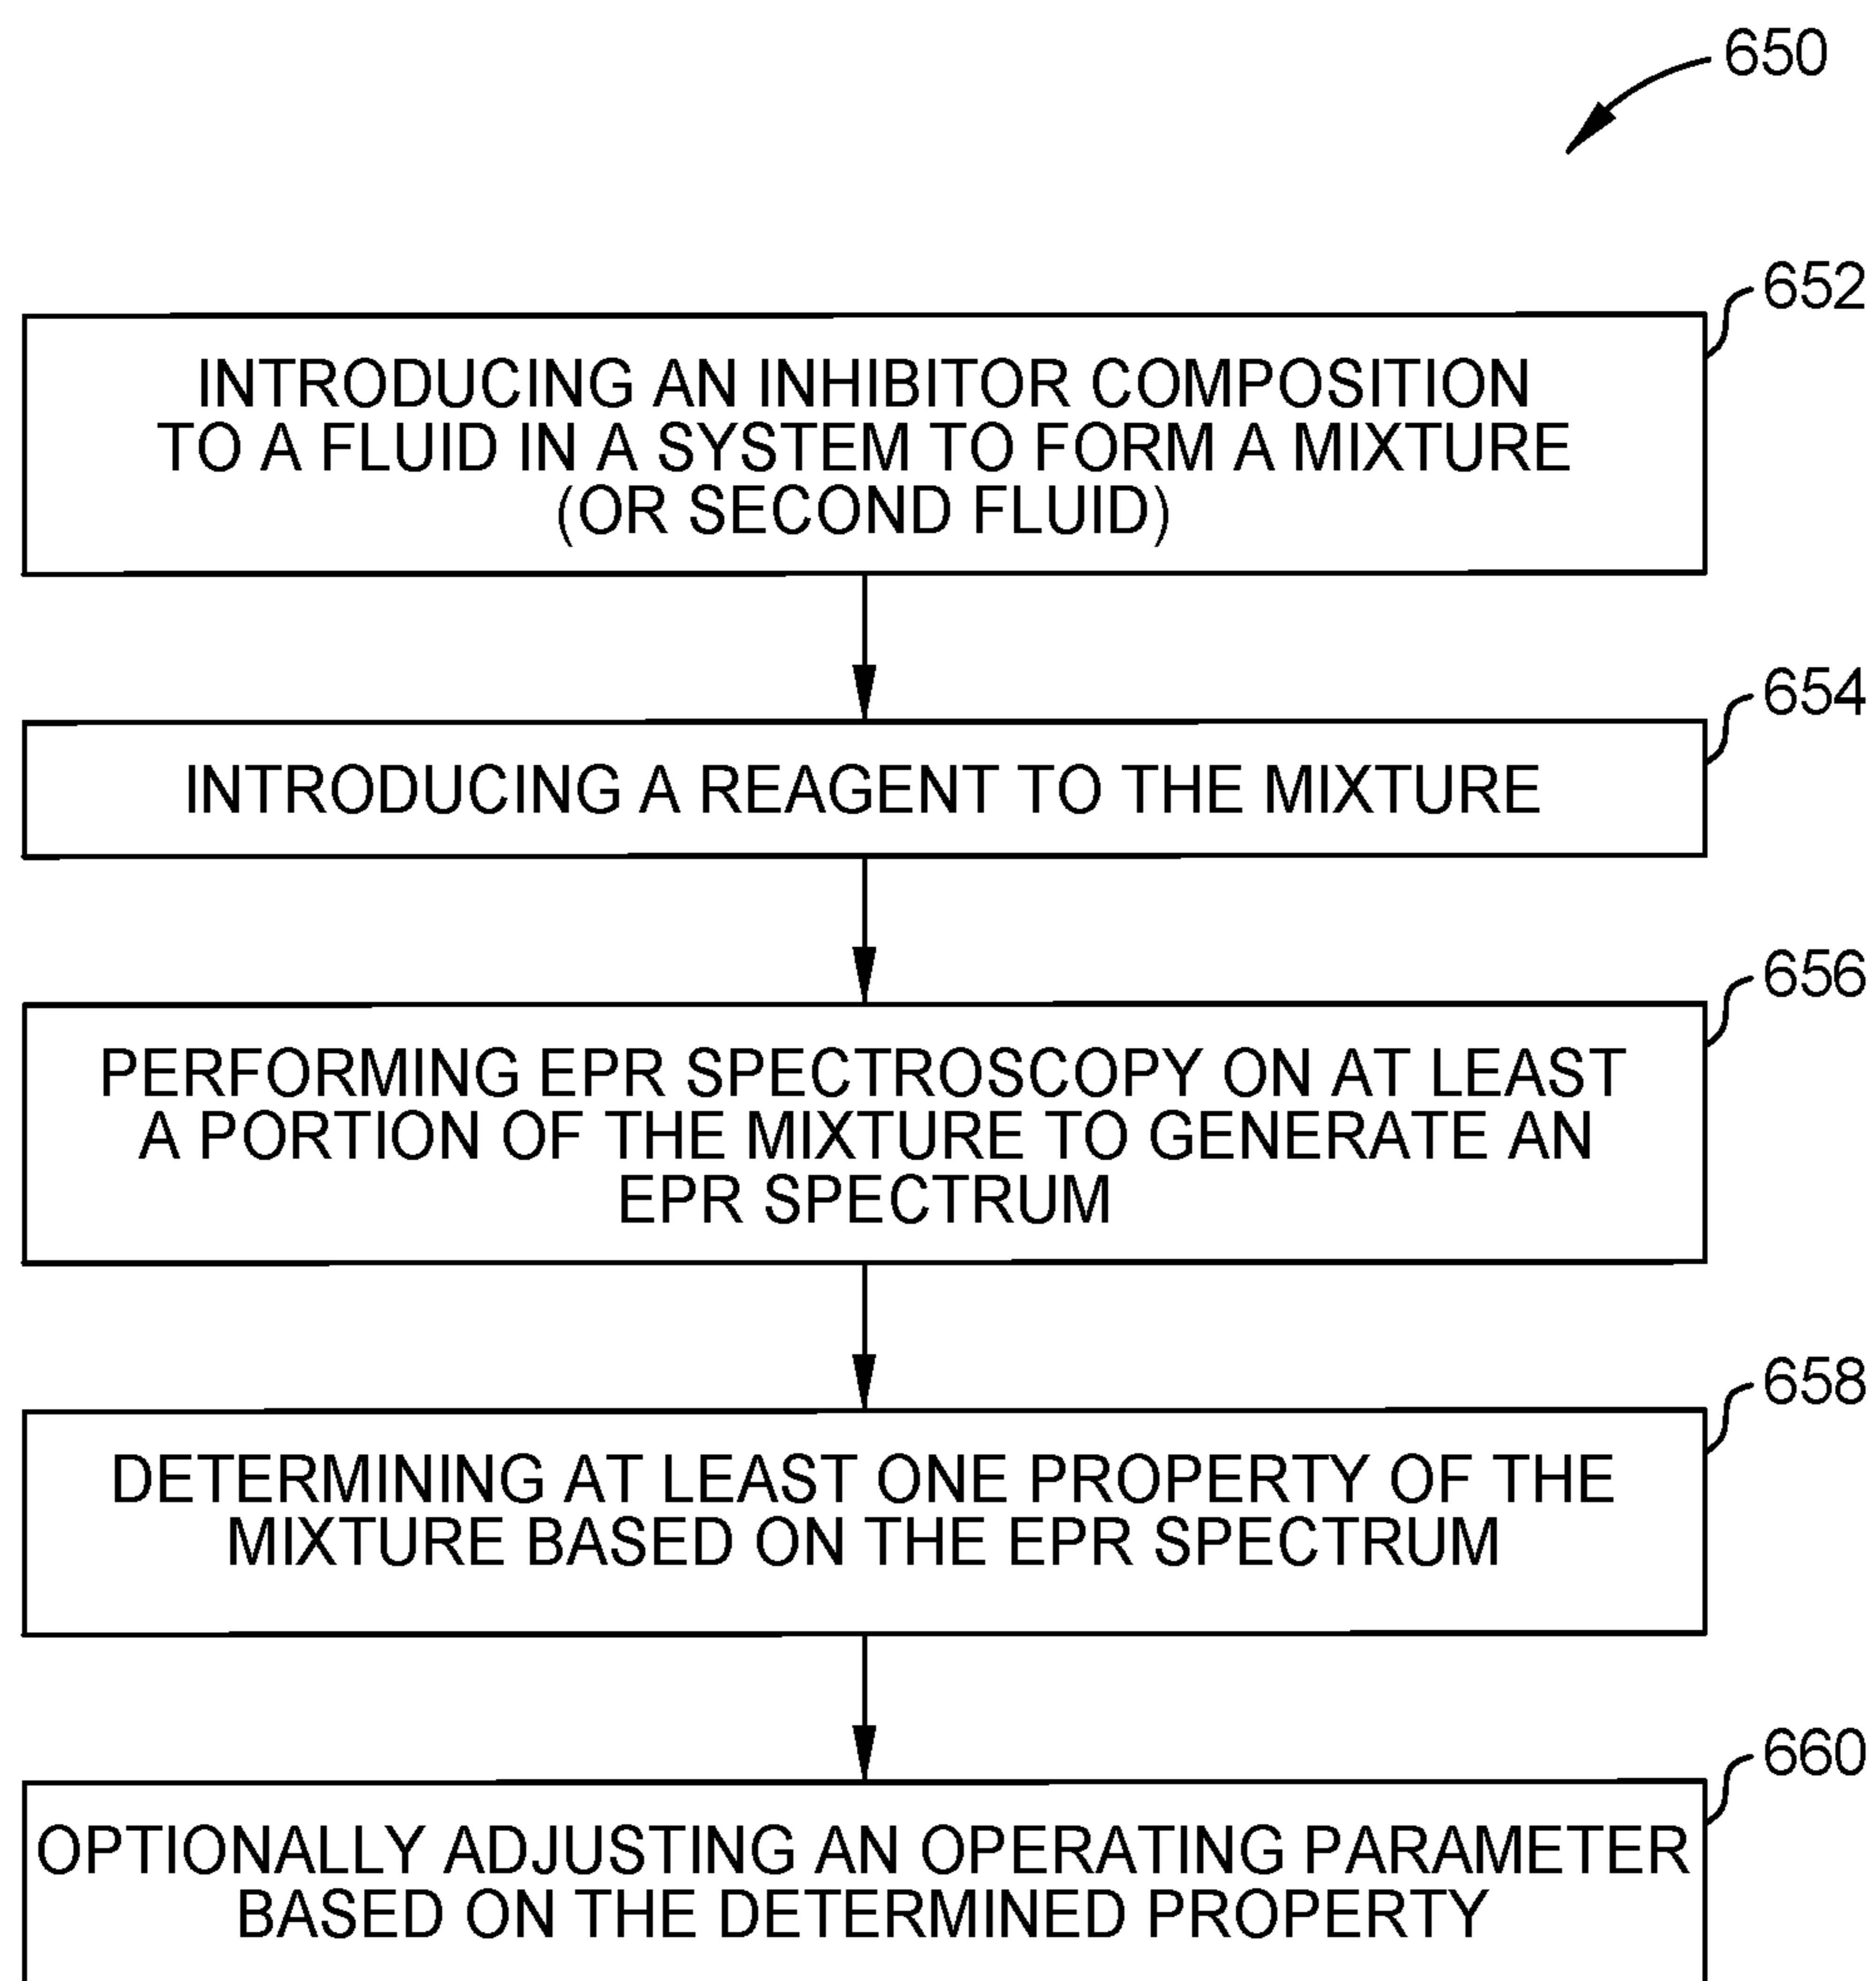 650
652
INTRODUCING AN INHIBITOR COMPOSITION
TO A FLUID IN A SYSTEM TO FORM A MIXTURE
(OR SECOND FLUID)
654
INTRODUCING A REAGENT TO THE MIXTURE
656
PERFORMING EPR SPECTROSCOPY ON AT LEAST
A PORTION OF THE MIXTURE TO GENERATE AN
EPR SPECTRUM
658
DETERMINING AT LEAST ONE PROPERTY OF THE
MIXTURE BASED ON THE EPR SPECTRUM
660
OPTIONALLY ADJUSTING AN OPERATING PARAMETER
BASED ON THE DETERMINED PROPERTY